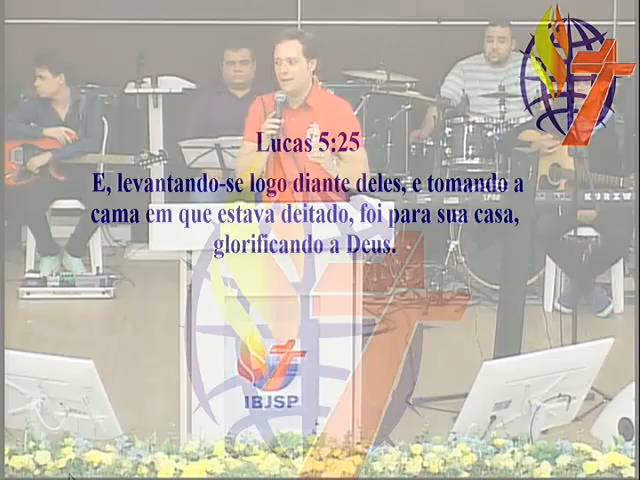 Lucas 5:25
E, levantando-se logo diante deles, e tomando a
cama em que estava deitado, foi para sua casa,
glorificando a Deus.
IBJSP